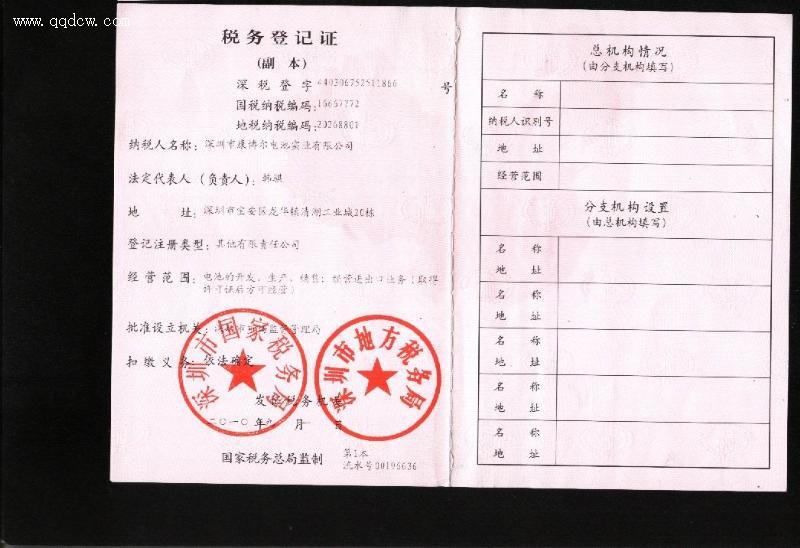 www.qqdcw.com
税务登记证
(副 本)
深税登字 440306752511866 号
国税纳税编码:16667772
地税纳税编码:20268801
纳税人名称:深圳市康博尔电池实业有限公司
法定代表人(负责人):韩骐
地 址:深圳市宝安区龙华镇清湖工业城20栋
登记注册类型:其他有限责任公司
经营范围:电池的开发、生产、销售;经营进出口业务(取得
许可证后方可经营)
批准设立机关:
管理局
扣缴义务:依法确定
深圳市国家税务局
深圳市地方税务局
发证税务机关
二〇一〇年九月 日
国家税务总局监制
第1本
流水号00196636
总机构情况
(由分支机构填写)
名 称
纳税人识别号
地 址
经营范围
分支机构设置
(由总机构填写)
名 称
地 址
名 称
地 址
名 称
地 址
名 称
地 址
名 称
地 址